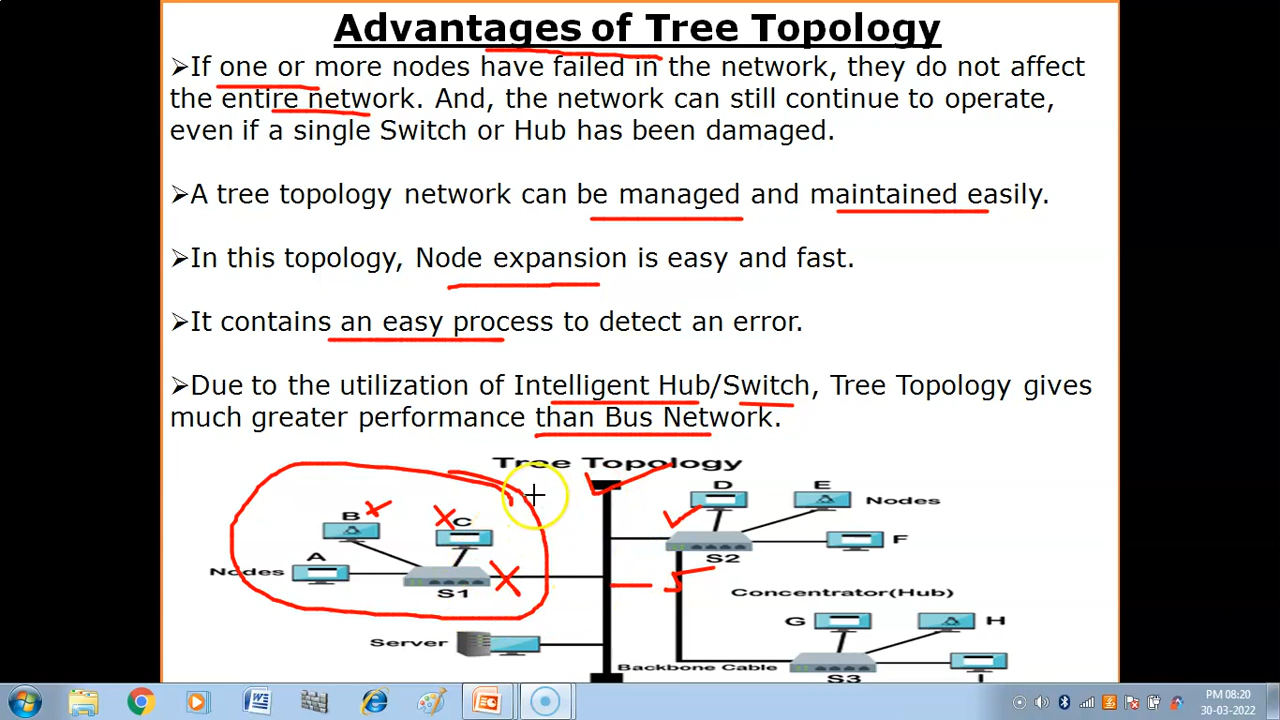 Advantages of Tree Topology
➢If one or more nodes have failed in the network, they do not affect
the entire network. And, the network can still continue to operate,
even if a single Switch or Hub has been damaged.
➢A tree topology network can be managed and maintained easily.
➢In this topology, Node expansion is easy and fast.
➢It contains an easy process to detect an error.
➢Due to the utilization of Intelligent Hub/Switch, Tree Topology gives
much greater performance than Bus Network.
Tree Topology
B
C
A
Nodes
S1
D
E
Nodes
F
S2
Concentrator(Hub)
G
H
Server
Backbone Cable
S3
I
PM 08:20
30-03-2022